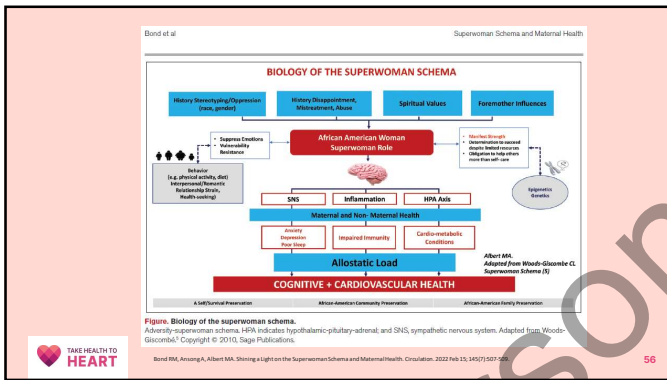 Bond et al
Superwoman Schema and Maternal Health
BIOLOGY OF THE SUPERWOMAN SCHEMA
History Stereotyping/Oppression
(race, gender)
History Disappointment,
Mistreatment, Abuse
Spiritual Values
Foremother Influences
• Suppress Emotions
• Vulnerability
Resistance
African American Woman
Superwoman Role
• Manifest Strength
• Determination to succeed
despite limited resources
• Obligation to help others
more than self- care
Behavior
(e.g. physical activity, diet)
Interpersonal/Romantic
Relationship Strain,
Health-seeking)
Epigenetics
Genetics
SNS
Inflammation
HPA Axis
Maternal and Non- Maternal Health
Anxiety
Depression
Poor Sleep
Impaired Immunity
Cardio-metabolic
Conditions
Allostatic Load
Albert MA.
Adapted from Woods-Giscombe CL
Superwoman Schema (5)
COGNITIVE + CARDIOVASCULAR HEALTH
A Self/Survival Preservation
African-American Community Preservation
African-American Family Preservation
Figure. Biology of the superwoman schema.
Adversity-superwoman schema. HPA indicates hypothalamic-pituitary-adrenal; and SNS, sympathetic nervous system. Adapted from Woods-
Giscombé.⁵ Copyright © 2010, Sage Publications.
TAKE HEALTH TO
HEART
Bond RM, Ansong A, Albert MA. Shining a Light on the Superwoman Schema and Maternal Health. Circulation. 2022 Feb 15; 145(7):507-509.
56